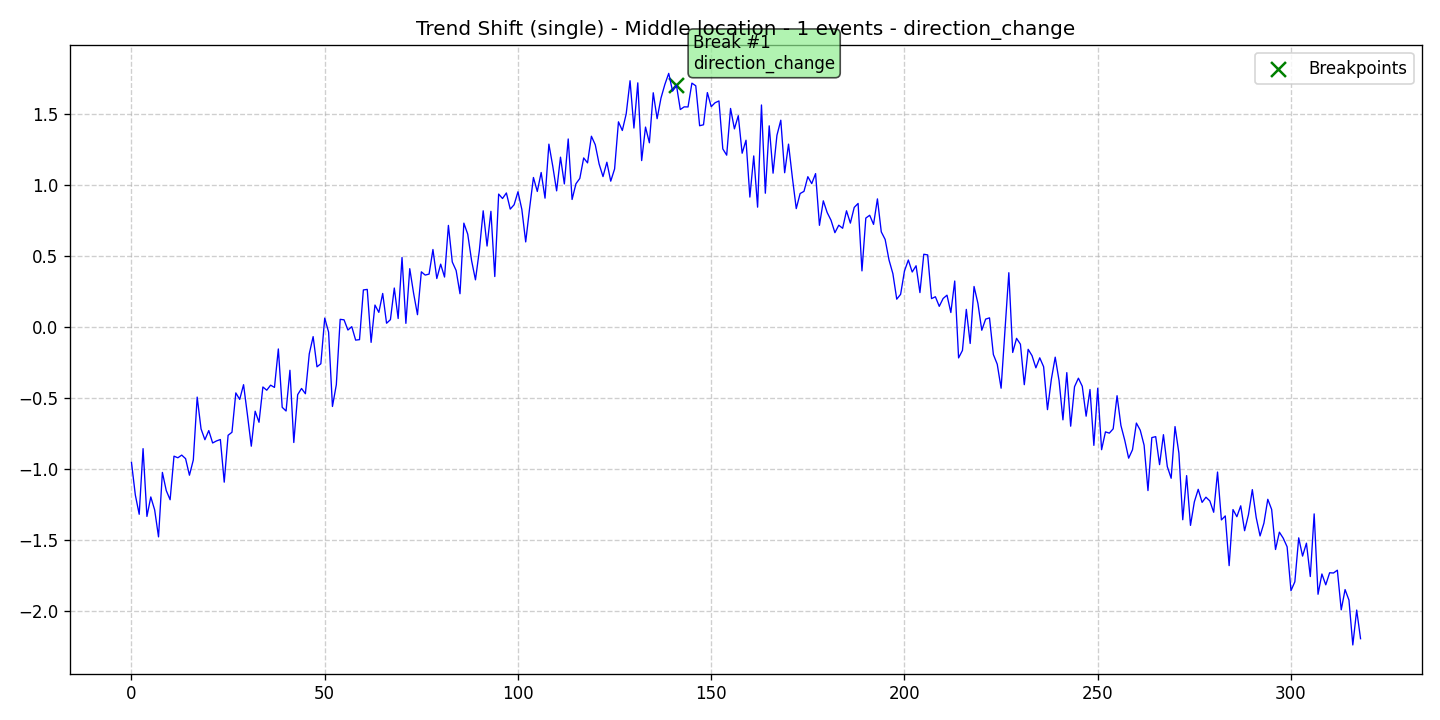 Trend Shift (single) - Middle location - 1 events - direction_change
Break #1
direction_change
Breakpoints
1.5
1.0
0.5
0.0
−0.5
−1.0
−1.5
−2.0
0 50 100 150 200 250 300